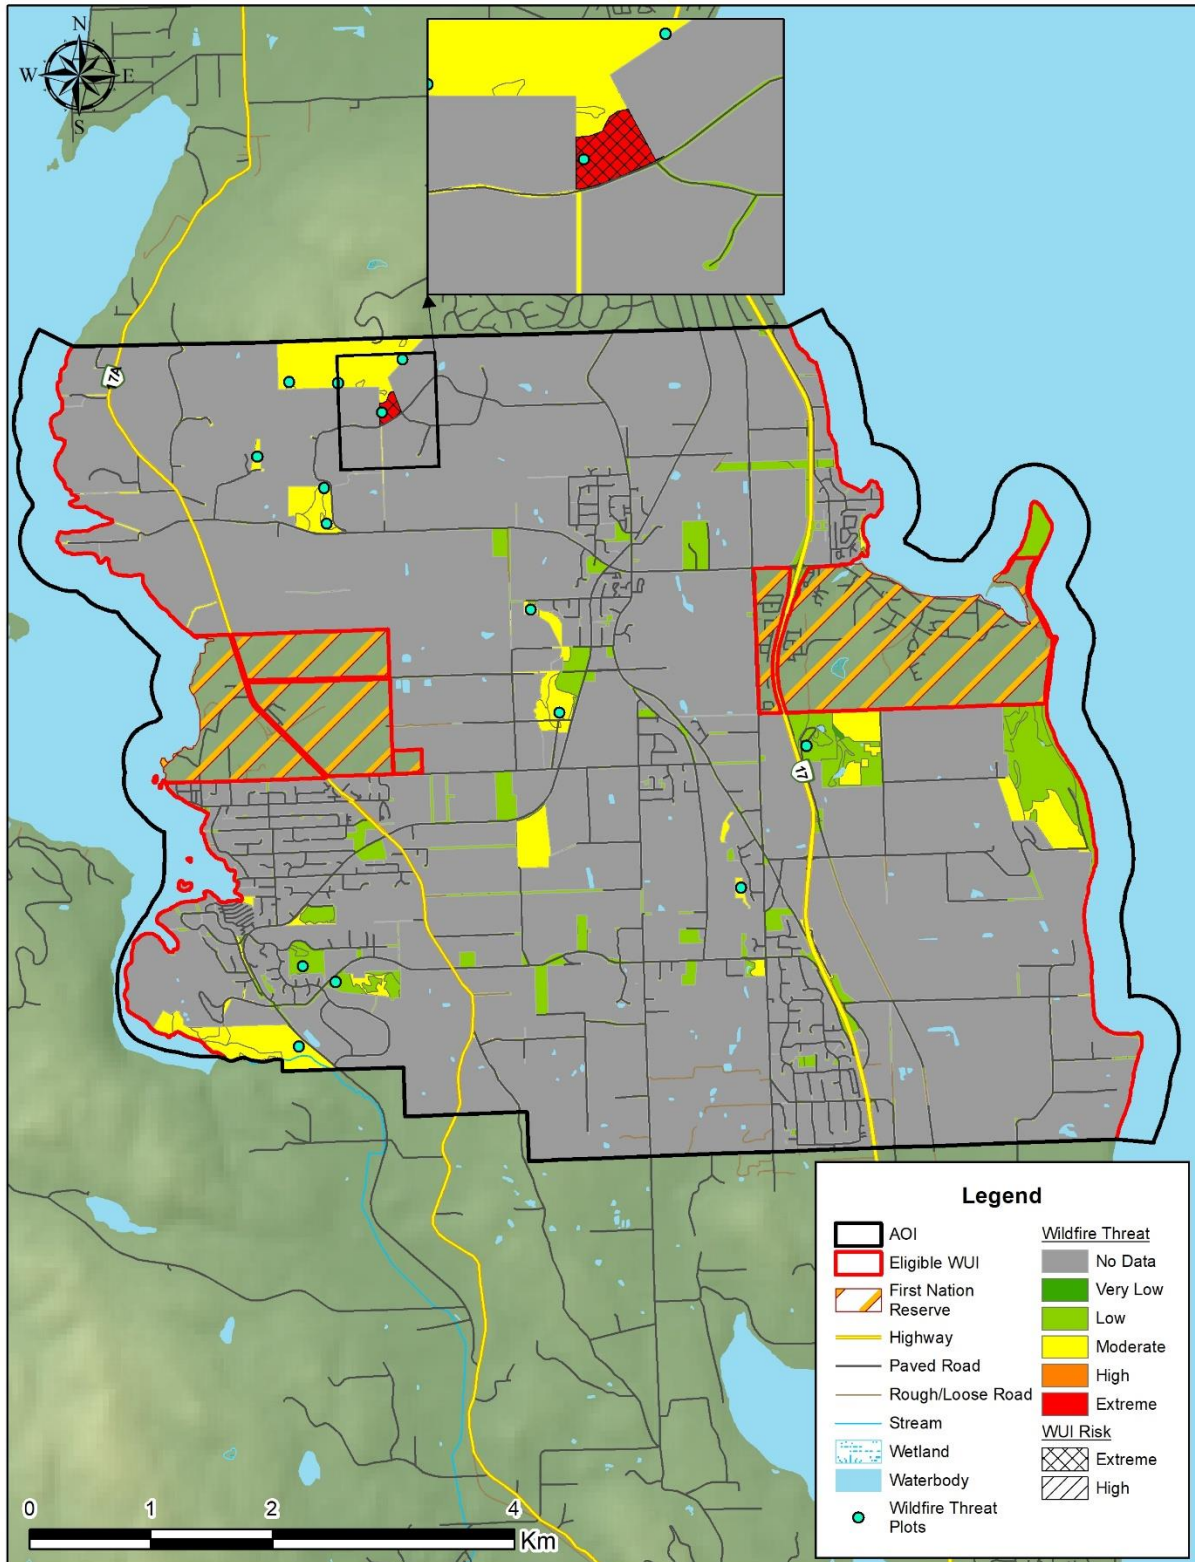 N
W E
S
17A
17
Legend
AOI
Eligible WUI
First Nation
Reserve
Highway
Paved Road
Rough/Loose Road
Stream
Wetland
Waterbody
Wildfire Threat
Plots
Wildfire Threat
No Data
Very Low
Low
Moderate
High
Extreme
WUI Risk
Extreme
High
0 1 2 4
Km